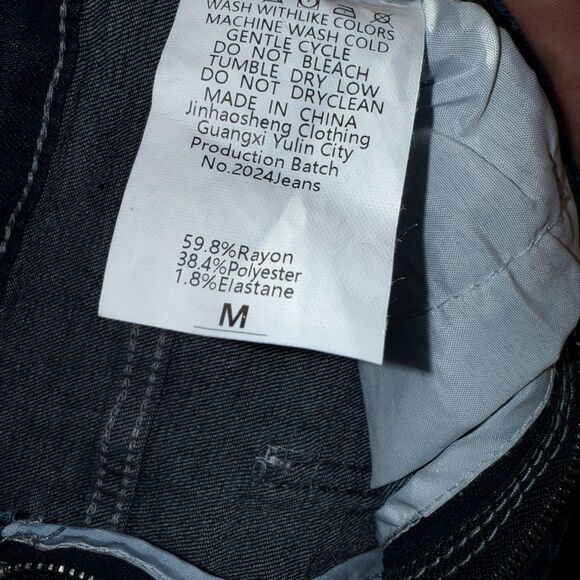 WASH WITHLIKE COLORS
MACHINE WASH COLD
GENTLE CYCLE
DO NOT BLEACH
TUMBLE DRY LOW
DO NOT DRYCLEAN
MADE IN CHINA
Jinhaosheng Clothing
Guangxi Yulin City
Production Batch
No.2024Jeans
59.8%Rayon
38.4%Polyester
1.8%Elastane
M